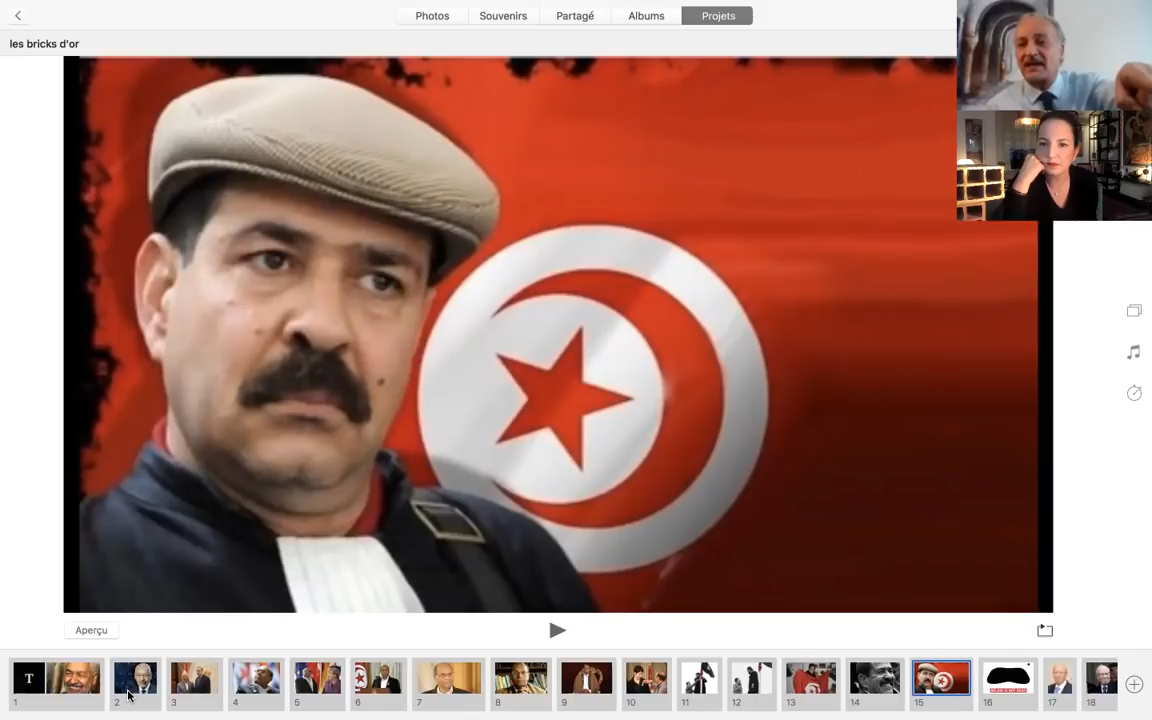 Photos Souvenirs Partagé Albums Projets
les bricks d'or
Aperçu
T
1 2 3 4 5 6 7 8 9 10 11 12 13 14 15 16 17 18